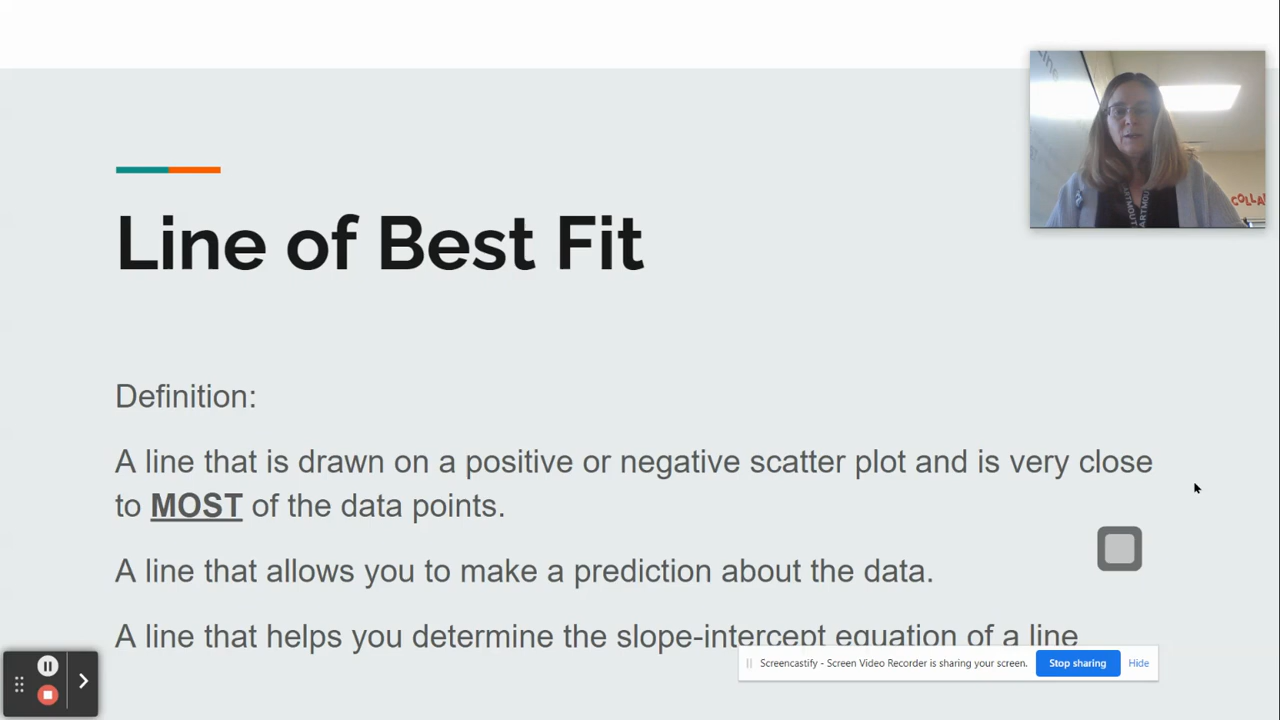 Line of Best Fit
Definition:
A line that is drawn on a positive or negative scatter plot and is very close
to MOST of the data points.
A line that allows you to make a prediction about the data.
A line that helps you determine the slope-intercept equation of a line
Screencastify - Screen Video Recorder is sharing your screen.
Stop sharing
Hide
COLLA
ARTMOU